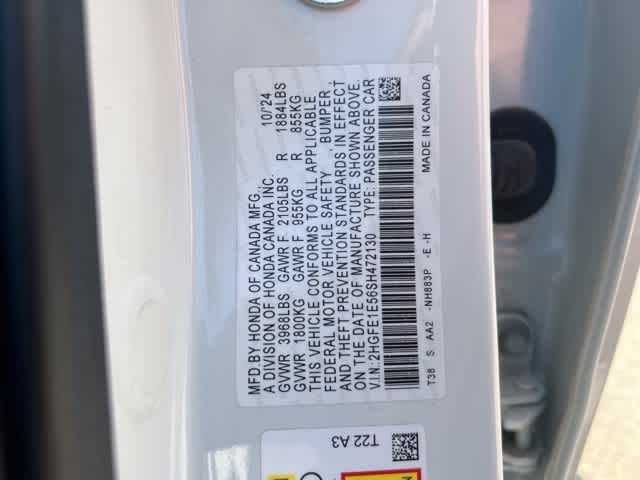 MFD.BY HONDA OF CANADA MFG. 10/'24
A DIVISION OF HONDA CANADA INC.
GVWR 3968LBS GAWR F 2105LBS R 1884LBS
GVWR 1800KG GAWR F 955KG R 855KG
THIS VEHICLE CONFORMS TO ALL APPLICABLE
FEDERAL MOTOR VEHICLE SAFETY , BUMPER ,
AND THEFT PREVENTION STANDARDS IN EFFECT
ON THE DATE OF MANUFACTURE SHOWN ABOVE.
V.I.N.:2HGFE1E56SH472130 TYPE: PASSENGER CAR
T38 S AA2 -NH883P -E -H MADE IN CANADA
T22 A3